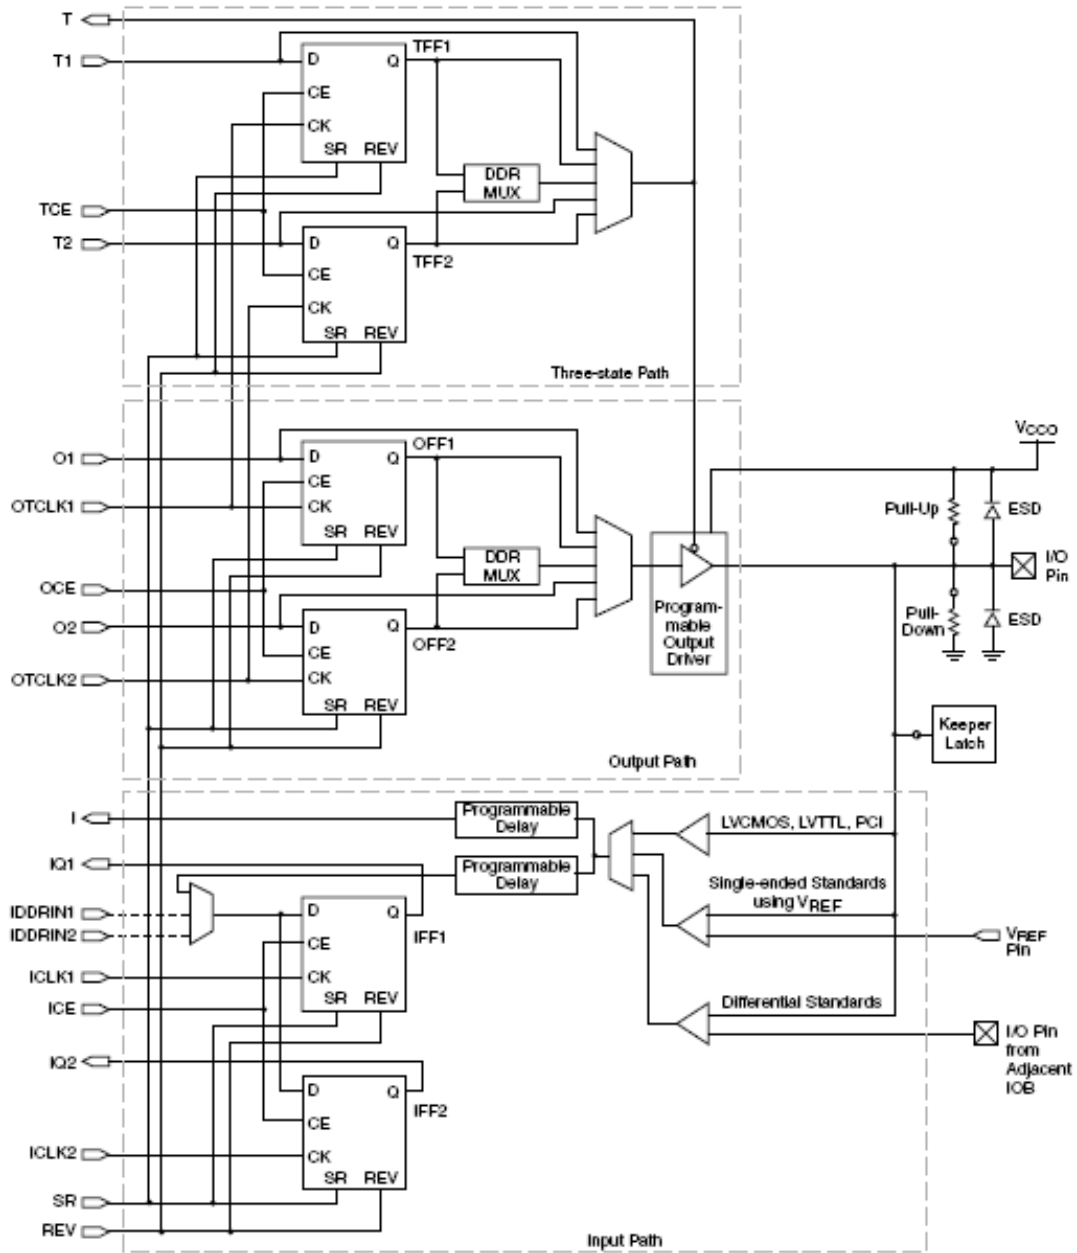 T
T1
D
Q
TFF1
CE
CK
SR
REV
DDR
MUX
TCE
T2
D
Q
TFF2
CE
CK
SR
REV
Three-state Path
O1
D
Q
OFF1
CE
OTCLK1
CK
SR
REV
DDR
MUX
OCE
O2
D
Q
OFF2
CE
OTCLK2
CK
SR
REV
Program-
mable
Output
Driver
VCCO
Pull-Up
ESD
I/O
Pin
Pull-
Down
ESD
Keeper
Latch
Output Path
I
Programmable
Delay
LVCMOS, LVTTL, PCI
IQ1
Programmable
Delay
Single-ended Standards
using VREF
IDDRIN1
IDDRIN2
D
Q
IFF1
CE
VREF
Pin
ICLK1
CK
SR
REV
ICE
Differential Standards
I/O Pin
from
Adjacent
IOB
IQ2
D
Q
IFF2
CE
ICLK2
CK
SR
REV
SR
REV
Input Path